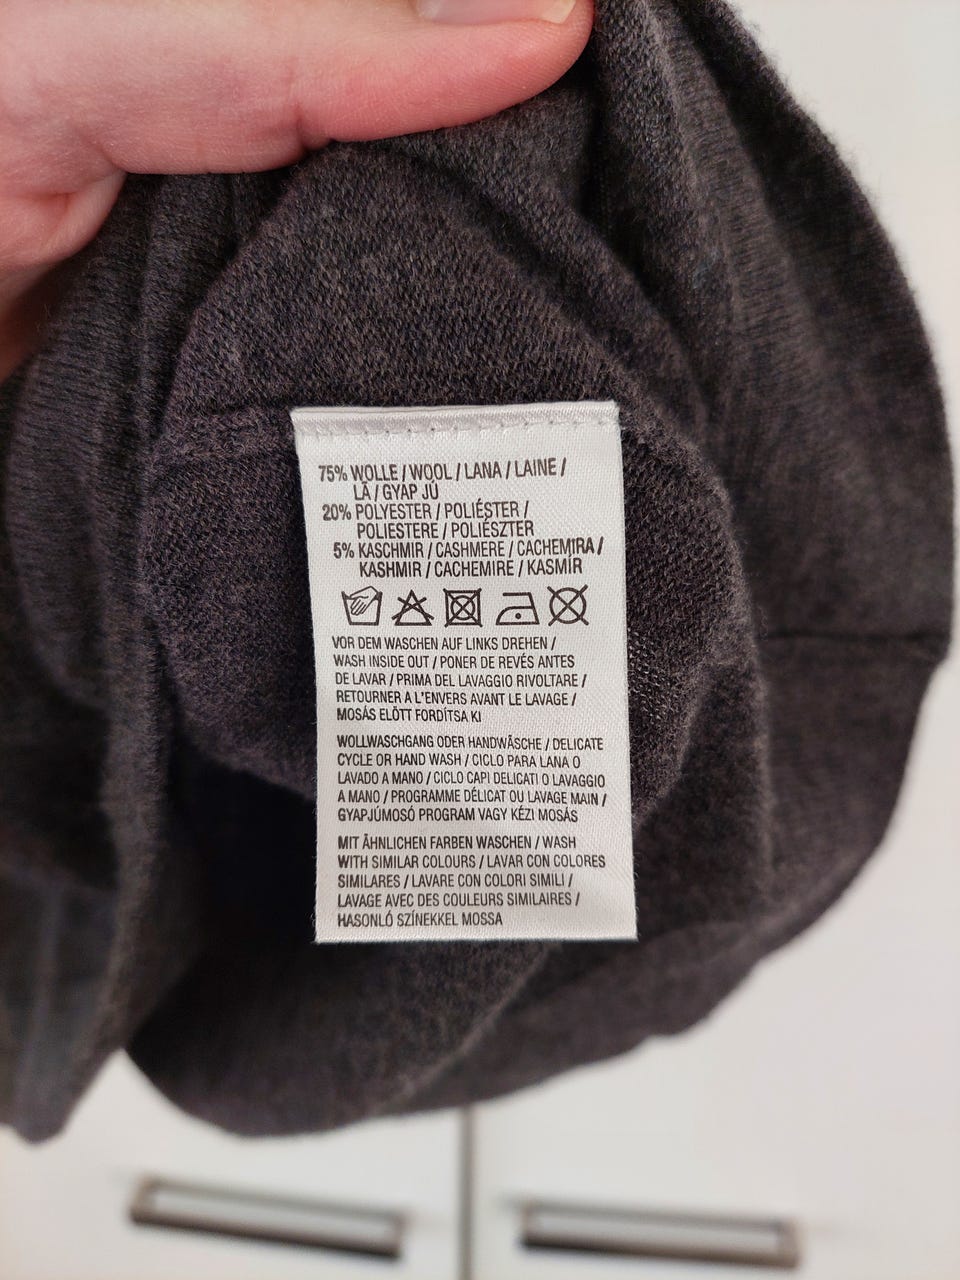 75% WOLLE / WOOL / LANA / LAINE /
LÃ / GYAP JÚ
20% POLYESTER / POLIÉSTER /
POLIESTERE / POLIÉSZTER
5% KASCHMIR / CASHMERE / CACHEMIRA /
KASHMIR / CACHEMIRE / KASMÍR
VOR DEM WASCHEN AUF LINKS DREHEN /
WASH INSIDE OUT / PONER DE REVÉS ANTES
DE LAVAR / PRIMA DEL LAVAGGIO RIVOLTARE /
RETOURNER A L'ENVERS AVANT LE LAVAGE /
MOSÁS ELÖTT FORDÍTSA KI
WOLLWASCHGANG ODER HANDWÄSCHE / DELICATE
CYCLE OR HAND WASH / CICLO PARA LANA O
LAVADO A MANO / CICLO CAPI DELICATI O LAVAGGIO
A MANO / PROGRAMME DÉLICAT OU LAVAGE MAIN /
GYAPJÚMOSÓ PROGRAM VAGY KÉZI MOSÁS
MIT ÄHNLICHEN FARBEN WASCHEN / WASH
WITH SIMILAR COLOURS / LAVAR CON COLORES
SIMILARES / LAVARE CON COLORI SIMILI /
LAVAGE AVEC DES COULEURS SIMILAIRES /
HASONLÓ SZÍNEKKEL MOSSA